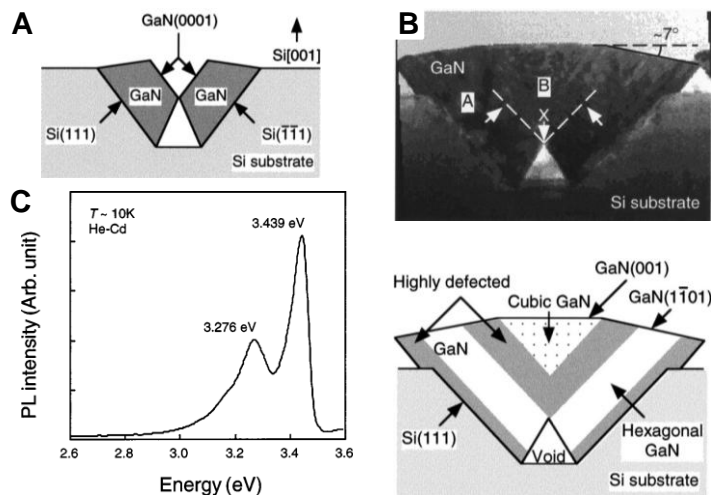 A
GaN(0001)
Si[001]
GaN
GaN
Si(111)
Si(1̅1̅1)
Si substrate
B
~7°
GaN
A
B
X
Si substrate
C
T ~ 10K
He-Cd
3.439 eV
3.276 eV
PL intensity (Arb. unit)
2.6 2.8 3.0 3.2 3.4 3.6
Energy (eV)
Highly defected
GaN(001)
Cubic GaN
GaN(11̅01)
GaN
Si(111)
Void
Hexagonal
GaN
Si substrate